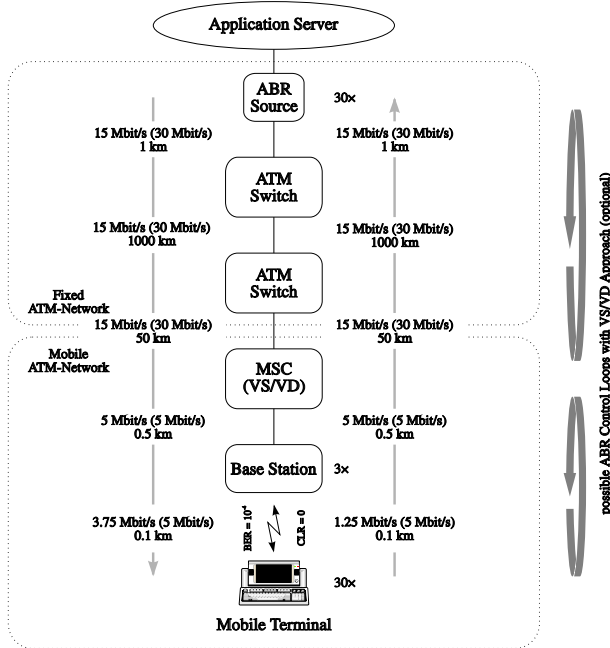 Application Server
ABR
Source
30×
15 Mbit/s (30 Mbit/s)
1 km
15 Mbit/s (30 Mbit/s)
1 km
ATM
Switch
15 Mbit/s (30 Mbit/s)
1000 km
15 Mbit/s (30 Mbit/s)
1000 km
ATM
Switch
Fixed
ATM-Network
15 Mbit/s (30 Mbit/s)
50 km
15 Mbit/s (30 Mbit/s)
50 km
Mobile
ATM-Network
MSC
(VS/VD)
5 Mbit/s (5 Mbit/s)
0.5 km
5 Mbit/s (5 Mbit/s)
0.5 km
Base Station
3×
3.75 Mbit/s (5 Mbit/s)
0.1 km
BER = 10⁻⁴
CLR = 0
1.25 Mbit/s (5 Mbit/s)
0.1 km
30×
Mobile Terminal
possible ABR Control Loops with VS/VD Approach (optional)